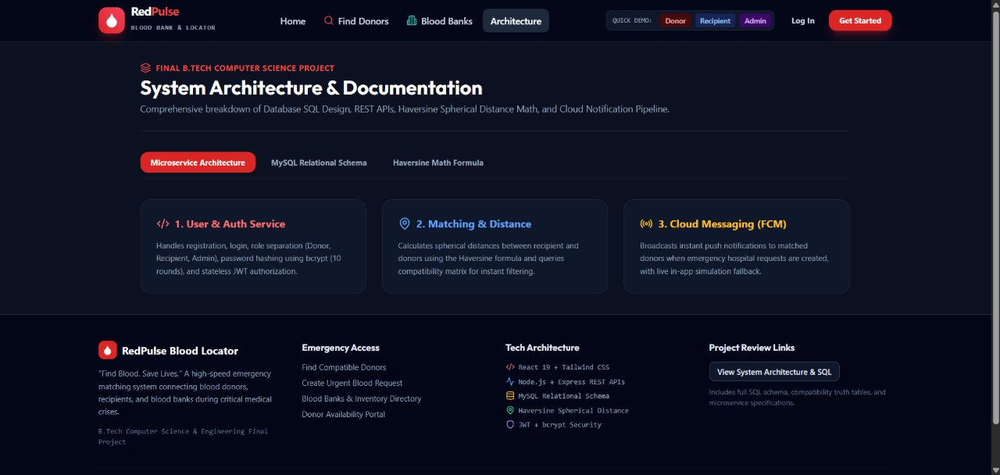 RedPulse
BLOOD BANK & LOCATOR
Home
Find Donors
Blood Banks
Architecture
QUICK DEMO:
Donor
Recipient
Admin
Log In
Get Started
FINAL B.TECH COMPUTER SCIENCE PROJECT
System Architecture & Documentation
Comprehensive breakdown of Database SQL Design, REST APIs, Haversine Spherical Distance Math, and Cloud Notification Pipeline.
Microservice Architecture
MySQL Relational Schema
Haversine Math Formula
1. User & Auth Service
Handles registration, login, role separation (Donor,
Recipient, Admin), password hashing using bcrypt (10
rounds), and stateless JWT authorization.
2. Matching & Distance
Calculates spherical distances between recipient and
donors using the Haversine formula and queries
compatibility matrix for instant filtering.
3. Cloud Messaging (FCM)
Broadcasts instant push notifications to matched
donors when emergency hospital requests are created,
with live in-app simulation fallback.
RedPulse Blood Locator
"Find Blood. Save Lives." A high-speed emergency
matching system connecting blood donors,
recipients, and blood banks during critical medical
crises.
B.Tech Computer Science & Engineering Final
Project
Emergency Access
Find Compatible Donors
Create Urgent Blood Request
Blood Banks & Inventory Directory
Donor Availability Portal
Tech Architecture
React 19 + Tailwind CSS
Node.js + Express REST APIs
MySQL Relational Schema
Haversine Spherical Distance
JWT + bcrypt Security
Project Review Links
View System Architecture & SQL
Includes full SQL schema, compatibility truth tables, and
microservice specifications.